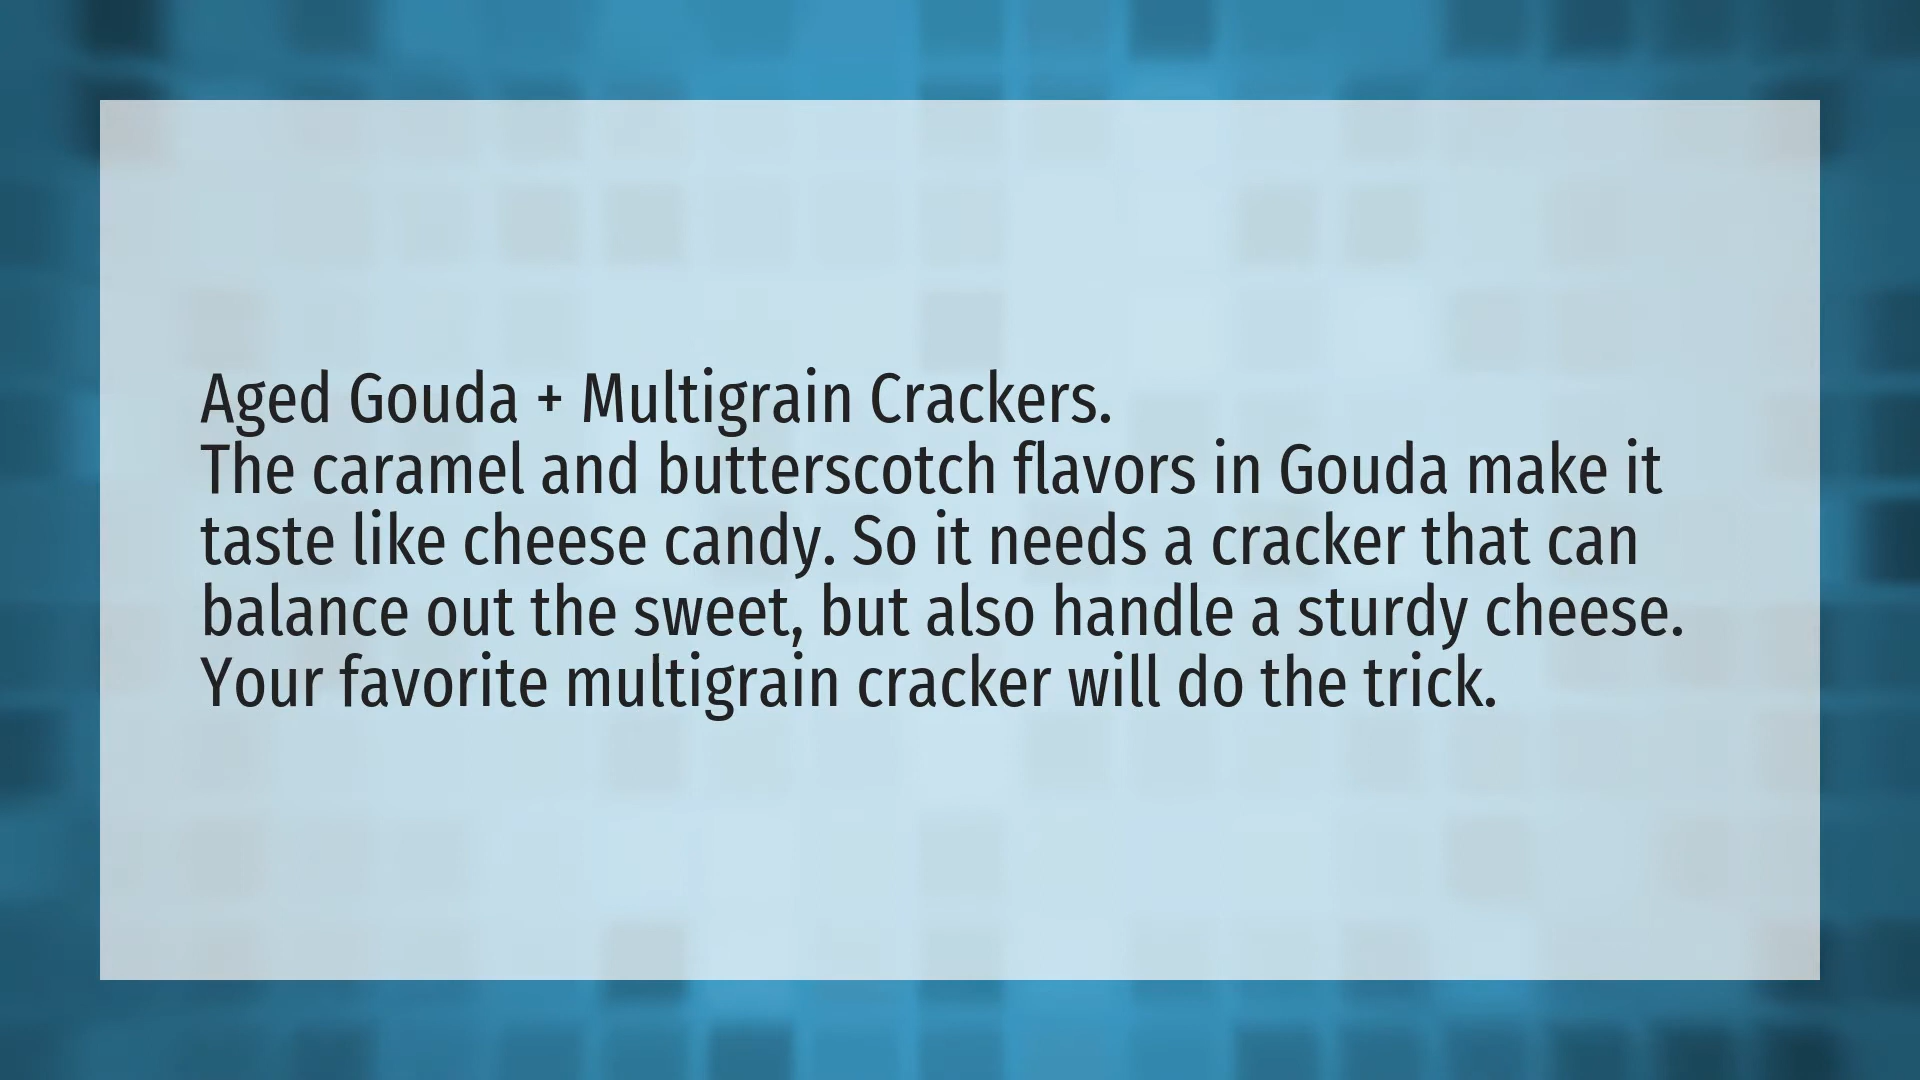 Aged Gouda + Multigrain Crackers.
The caramel and butterscotch flavors in Gouda make it
taste like cheese candy. So it needs a cracker that can
balance out the sweet, but also handle a sturdy cheese.
Your favorite multigrain cracker will do the trick.